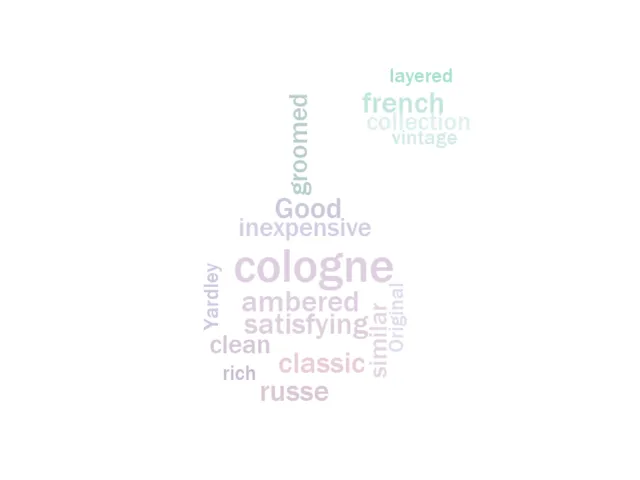 layered
french
collection
vintage
groomed
Good
inexpensive
cologne
Yardley
ambered
Original
satisfying
similar
clean
classic
rich
russe